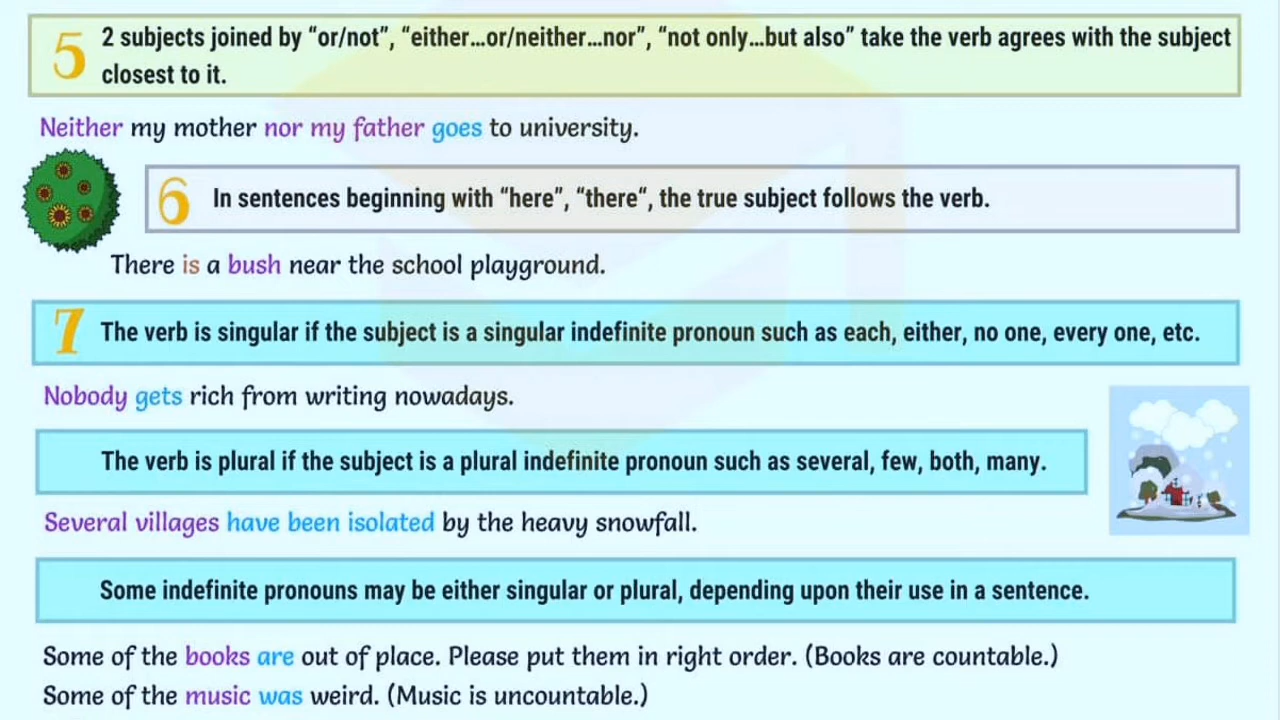 5 2 subjects joined by “or/not”, “either...or/neither...nor”, “not only...but also” take the verb agrees with the subject
closest to it.
Neither my mother nor my father goes to university.
6 In sentences beginning with “here”, “there“, the true subject follows the verb.
There is a bush near the school playground.
7 The verb is singular if the subject is a singular indefinite pronoun such as each, either, no one, every one, etc.
Nobody gets rich from writing nowadays.
The verb is plural if the subject is a plural indefinite pronoun such as several, few, both, many.
Several villages have been isolated by the heavy snowfall.
Some indefinite pronouns may be either singular or plural, depending upon their use in a sentence.
Some of the books are out of place. Please put them in right order. (Books are countable.)
Some of the music was weird. (Music is uncountable.)